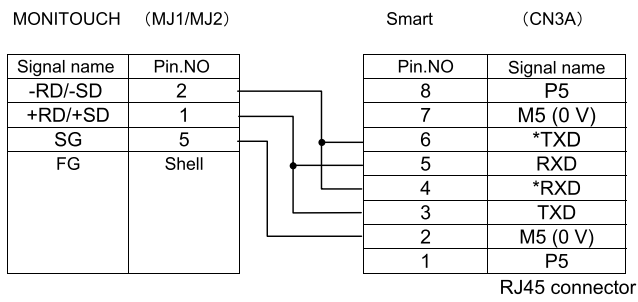 MONITOUCH (MJ1/MJ2) Smart (CN3A)
Signal name Pin.NO Pin.NO Signal name
-RD/-SD 2 8 P5
+RD/+SD 1 7 M5 (0 V)
SG 5 6 *TXD
FG Shell 5 RXD
4 *RXD
3 TXD
2 M5 (0 V)
1 P5
RJ45 connector